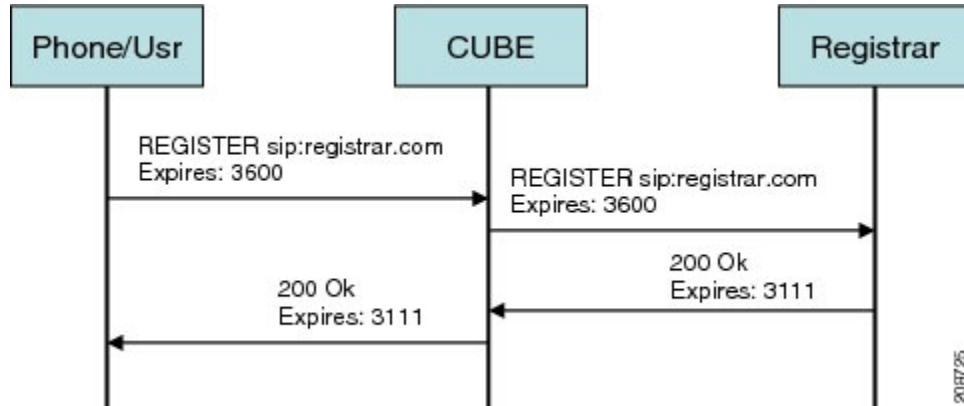 Phone/Usr
CUBE
Registrar
REGISTER sip:registrar.com
Expires: 3600
REGISTER sip:registrar.com
Expires: 3600
200 Ok
Expires: 3111
200 Ok
Expires: 3111
208725